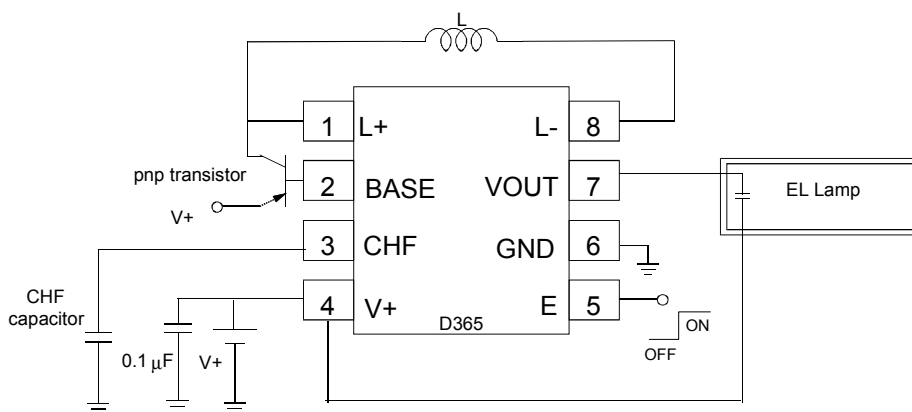 L
1 L+ L- 8
pnp transistor
2 BASE VOUT 7
EL Lamp
V+
3 CHF GND 6
CHF
capacitor
4 V+ E 5
D365
ON
OFF
0.1 μF
V+